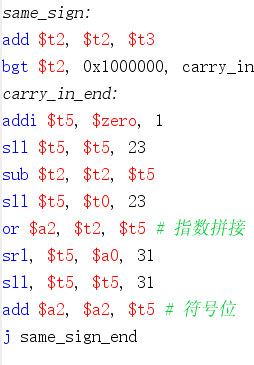 same_sign:
add $t2, $t2, $t3
bgt $t2, 0x1000000, carry_in
carry_in_end:
addi $t5, $zero, 1
sll $t5, $t5, 23
sub $t2, $t2, $t5
sll $t5, $t0, 23
or $a2, $t2, $t5 # 指数拼接
srl, $t5, $a0, 31
sll, $t5, $t5, 31
add $a2, $a2, $t5 # 符号位
j same_sign_end